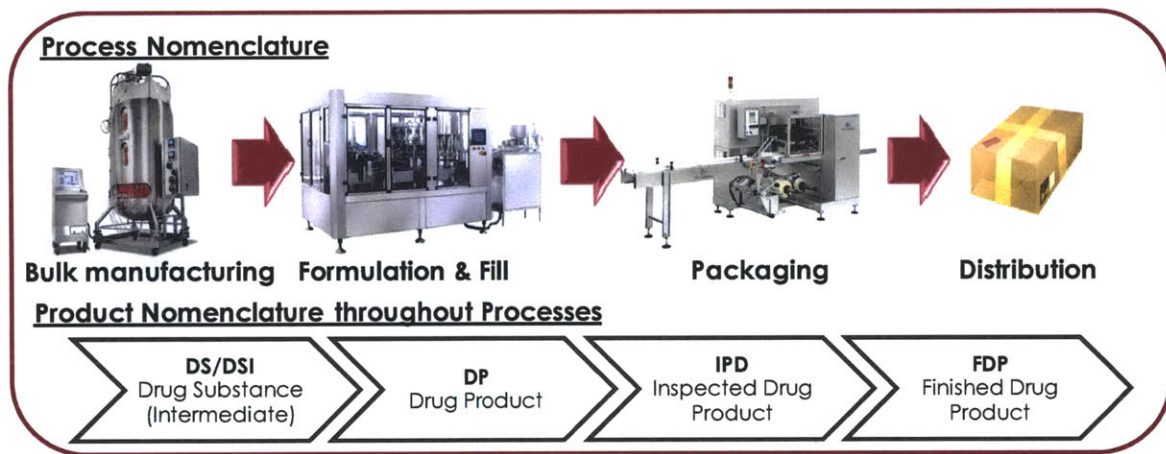 Process Nomenclature
Bulk manufacturing
Formulation & Fill
Packaging
Distribution
Product Nomenclature throughout Processes
DS/DSI
Drug Substance
(Intermediate)
DP
Drug Product
IPD
Inspected Drug
Product
FDP
Finished Drug
Product